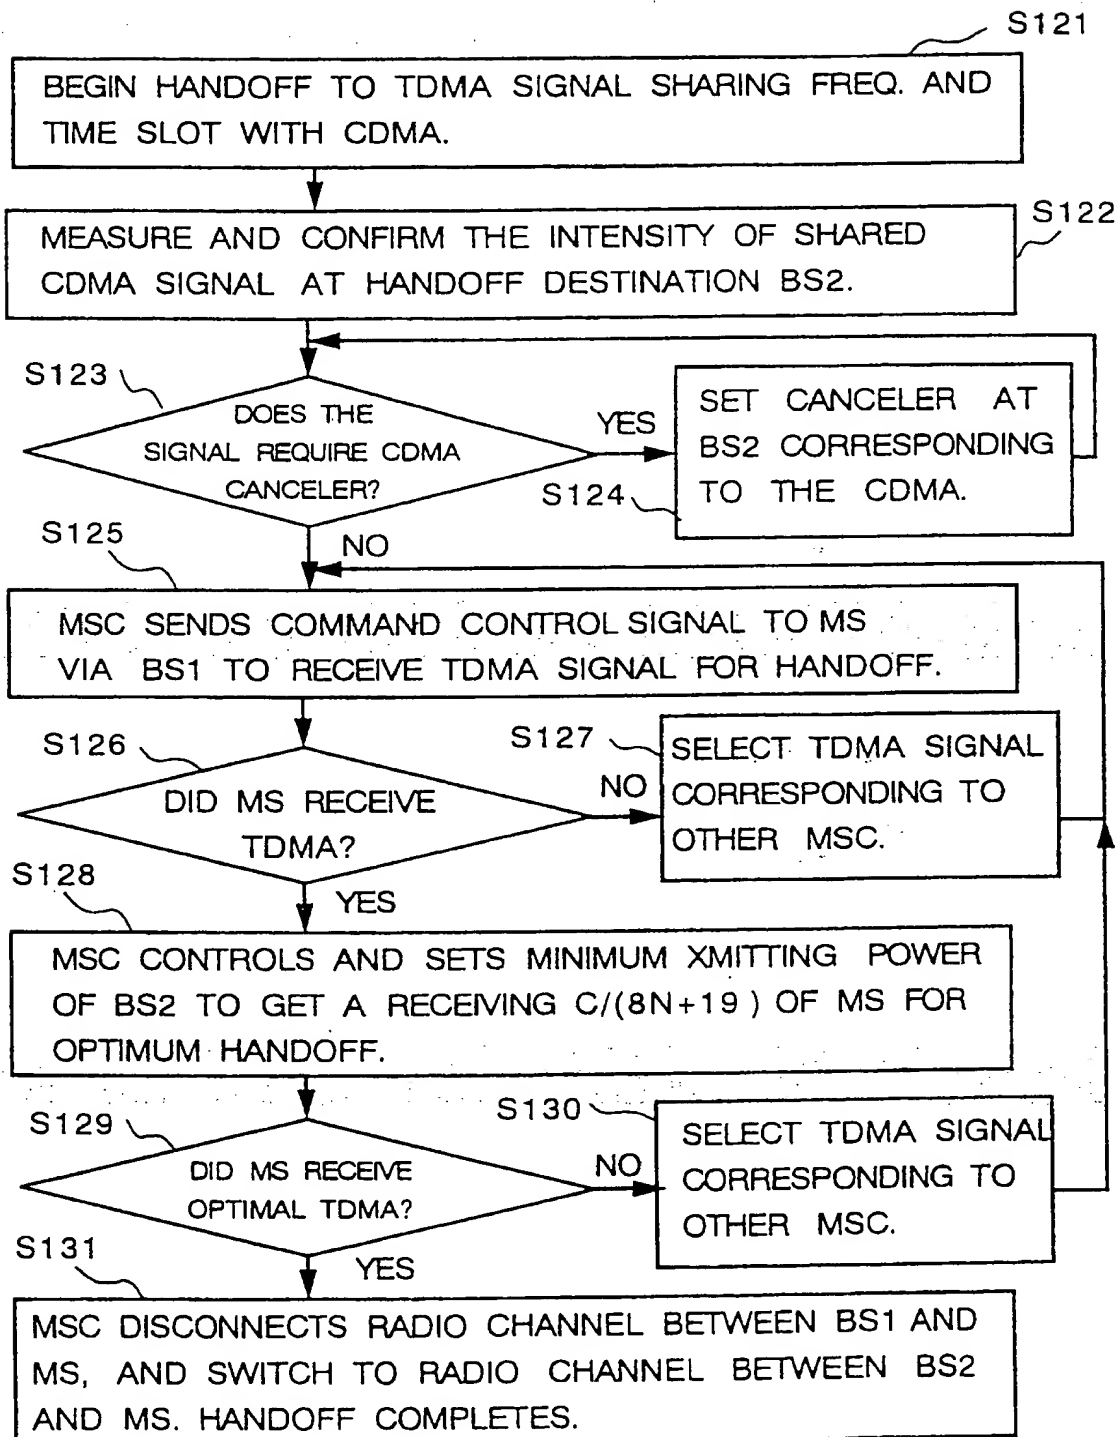 S121
BEGIN HANDOFF TO TDMA SIGNAL SHARING FREQ. AND
TIME SLOT WITH CDMA.
S122
MEASURE AND CONFIRM THE INTENSITY OF SHARED
CDMA SIGNAL AT HANDOFF DESTINATION BS2.
S123
DOES THE
SIGNAL REQUIRE CDMA
CANCELER?
YES
S124
SET CANCELER AT
BS2 CORRESPONDING
TO THE CDMA.
NO
S125
MSC SENDS COMMAND CONTROL SIGNAL TO MS
VIA BS1 TO RECEIVE TDMA SIGNAL FOR HANDOFF.
S126
DID MS RECEIVE
TDMA?
NO
S127
SELECT TDMA SIGNAL
CORRESPONDING TO
OTHER MSC.
YES
S128
MSC CONTROLS AND SETS MINIMUM XMITTING POWER
OF BS2 TO GET A RECEIVING C/(8N+19) OF MS FOR
OPTIMUM HANDOFF.
S129
DID MS RECEIVE
OPTIMAL TDMA?
NO
S130
SELECT TDMA SIGNAL
CORRESPONDING TO
OTHER MSC.
YES
S131
MSC DISCONNECTS RADIO CHANNEL BETWEEN BS1 AND
MS, AND SWITCH TO RADIO CHANNEL BETWEEN BS2
AND MS. HANDOFF COMPLETES.